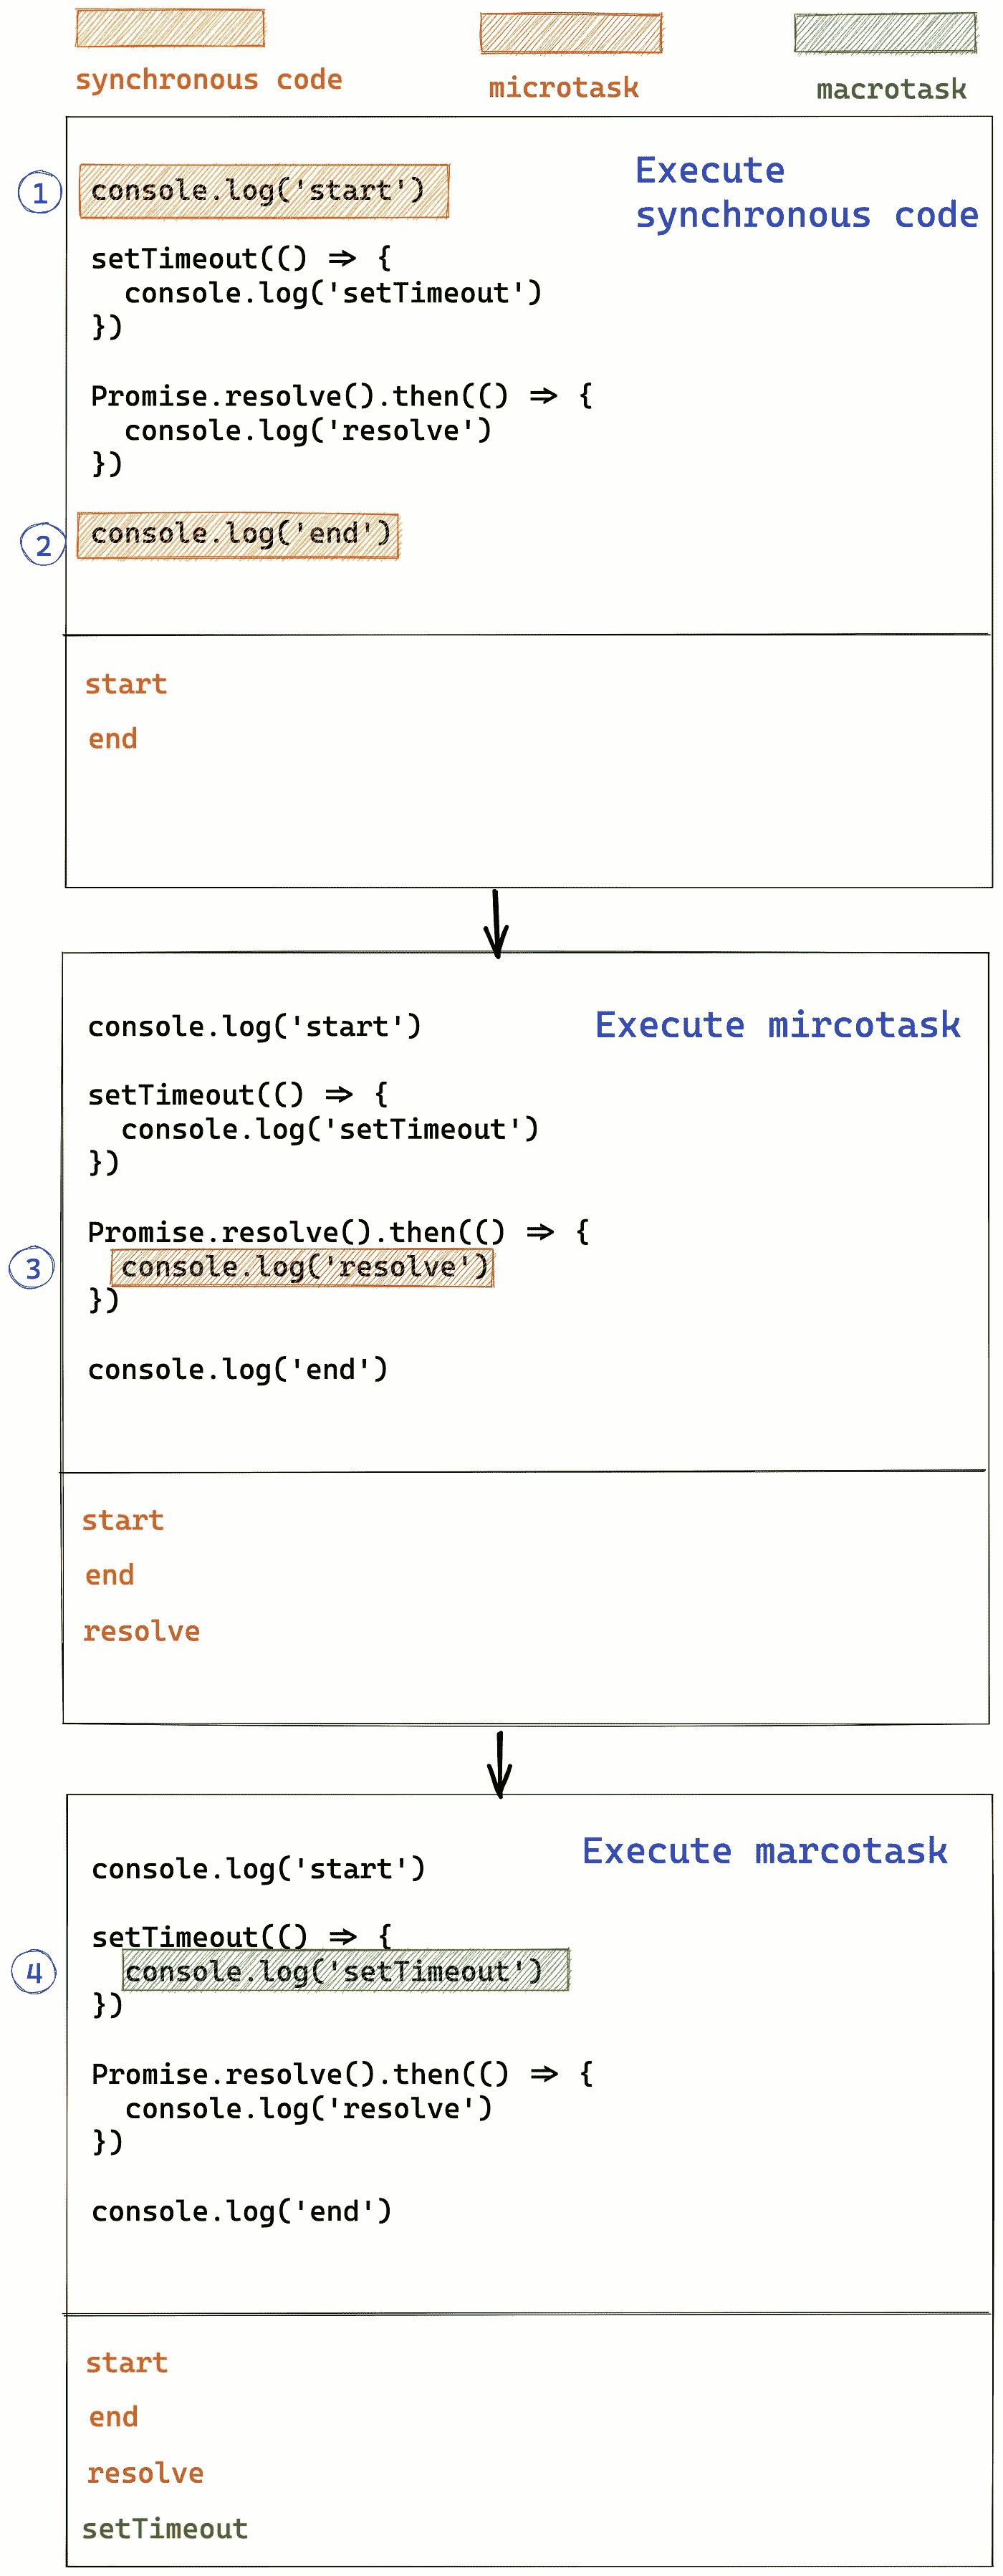 synchronous code
microtask
macrotask
1
console.log('start')
Execute
synchronous code
setTimeout(() => {
  console.log('setTimeout')
})
Promise.resolve().then(() => {
  console.log('resolve')
})
2
console.log('end')
start
end
console.log('start')
Execute mircotask
setTimeout(() => {
  console.log('setTimeout')
})
Promise.resolve().then(() => {
3
  console.log('resolve')
})
console.log('end')
start
end
resolve
console.log('start')
Execute marcotask
setTimeout(() => {
4
  console.log('setTimeout')
})
Promise.resolve().then(() => {
  console.log('resolve')
})
console.log('end')
start
end
resolve
setTimeout